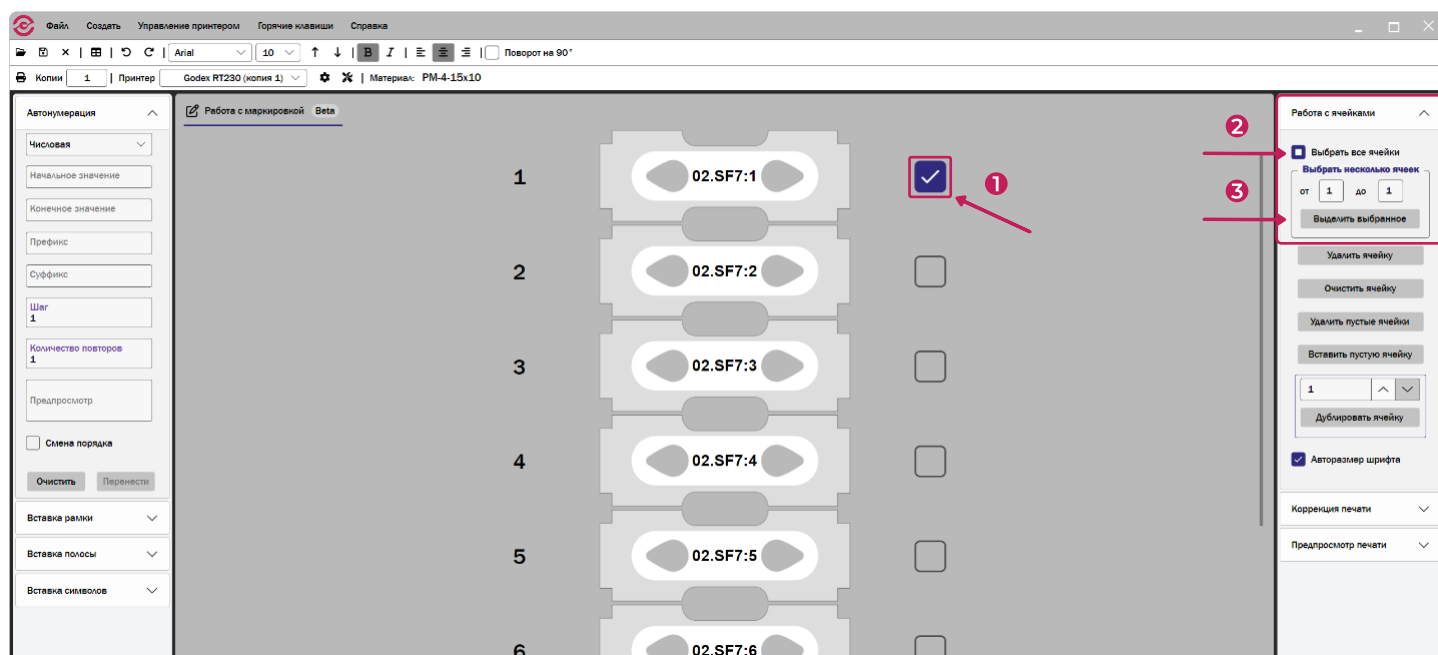 Файл Создать Управление принтером Горячие клавиши Справка
Arial 10 B I Поворот на 90°
Копии 1 Принтер Godex RT230 (копия 1) Материал: PM-4-15x10
Автонумерация
Числовая
Начальное значение
Конечное значение
Префикс
Суффикс
Шаг
1
Количество повторов
1
Предпросмотр
Смена порядка
Очистить Перенести
Вставка рамки
Вставка полосы
Вставка символов
Работа с маркировкой Beta
1 02.SF7:1 1
2 02.SF7:2
3 02.SF7:3
4 02.SF7:4
5 02.SF7:5
6 02.SF7:6
Работа с ячейками
2
Выбрать все ячейки
Выбрать несколько ячеек
3
от 1 до 1
Выделить выбранное
Удалить ячейку
Очистить ячейку
Удалить пустые ячейки
Вставить пустую ячейку
1
Дублировать ячейку
Авторазмер шрифта
Коррекция печати
Предпросмотр печати